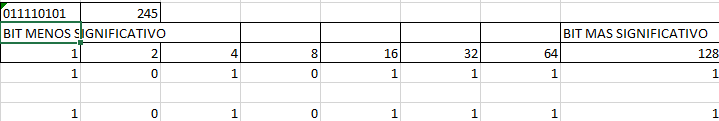 011110101 245
BIT MENOS SIGNIFICATIVO BIT MAS SIGNIFICATIVO
1 2 4 8 16 32 64 128
1 0 1 0 1 1 1 1
1 0 1 0 1 1 1 1